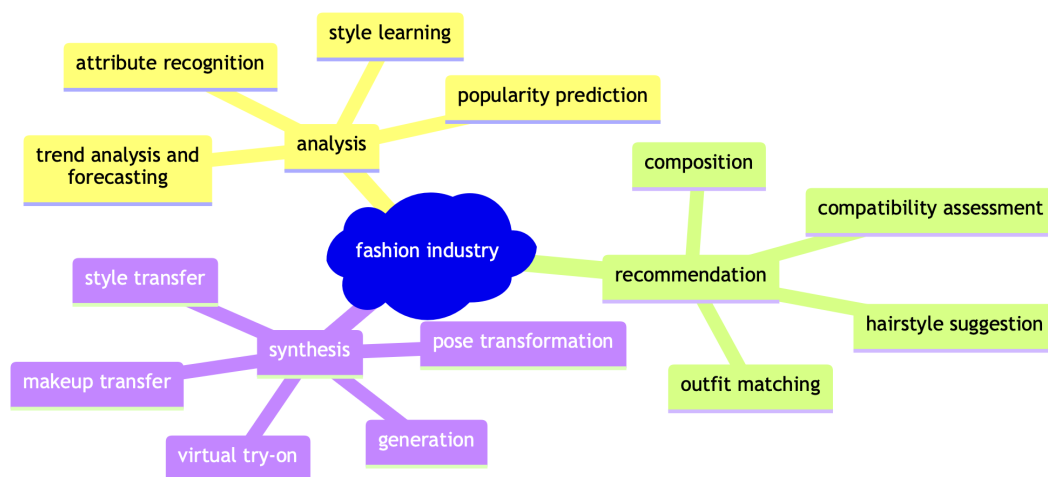 style learning
attribute recognition
popularity prediction
analysis
trend analysis and
forecasting
composition
compatibility assessment
fashion industry
recommendation
style transfer
hairstyle suggestion
synthesis
pose transformation
makeup transfer
outfit matching
generation
virtual try-on